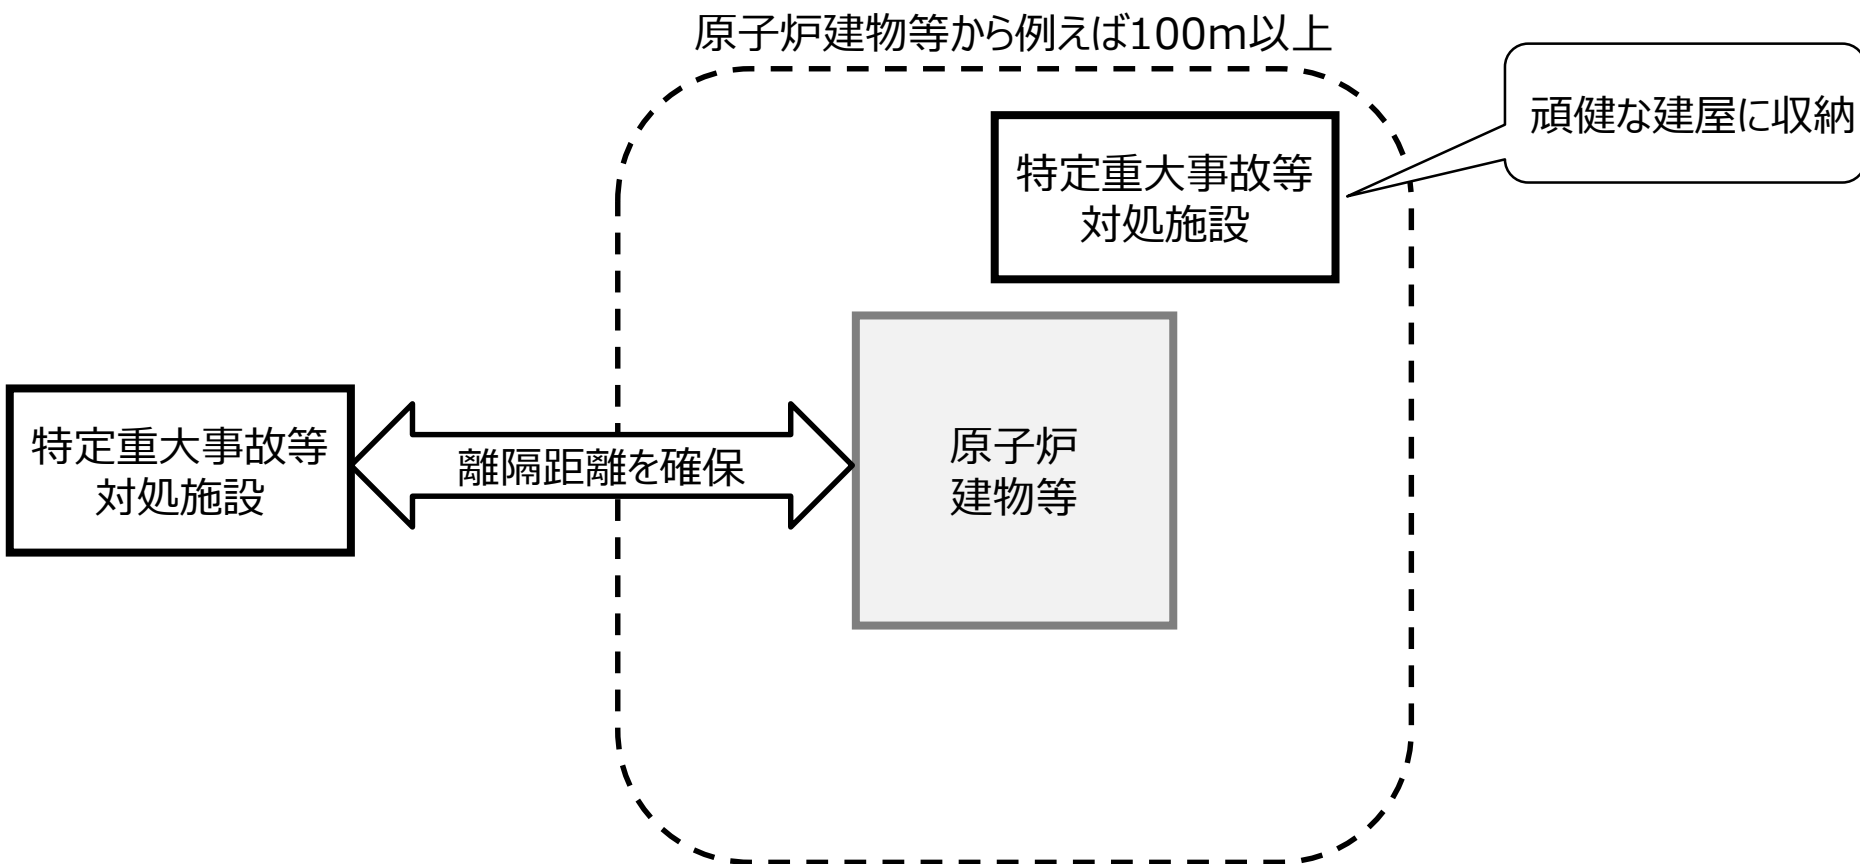 原子炉建物等から例えば100m以上
頑健な建屋に収納
特定重大事故等
対処施設
特定重大事故等
対処施設
離隔距離を確保
原子炉
建物等